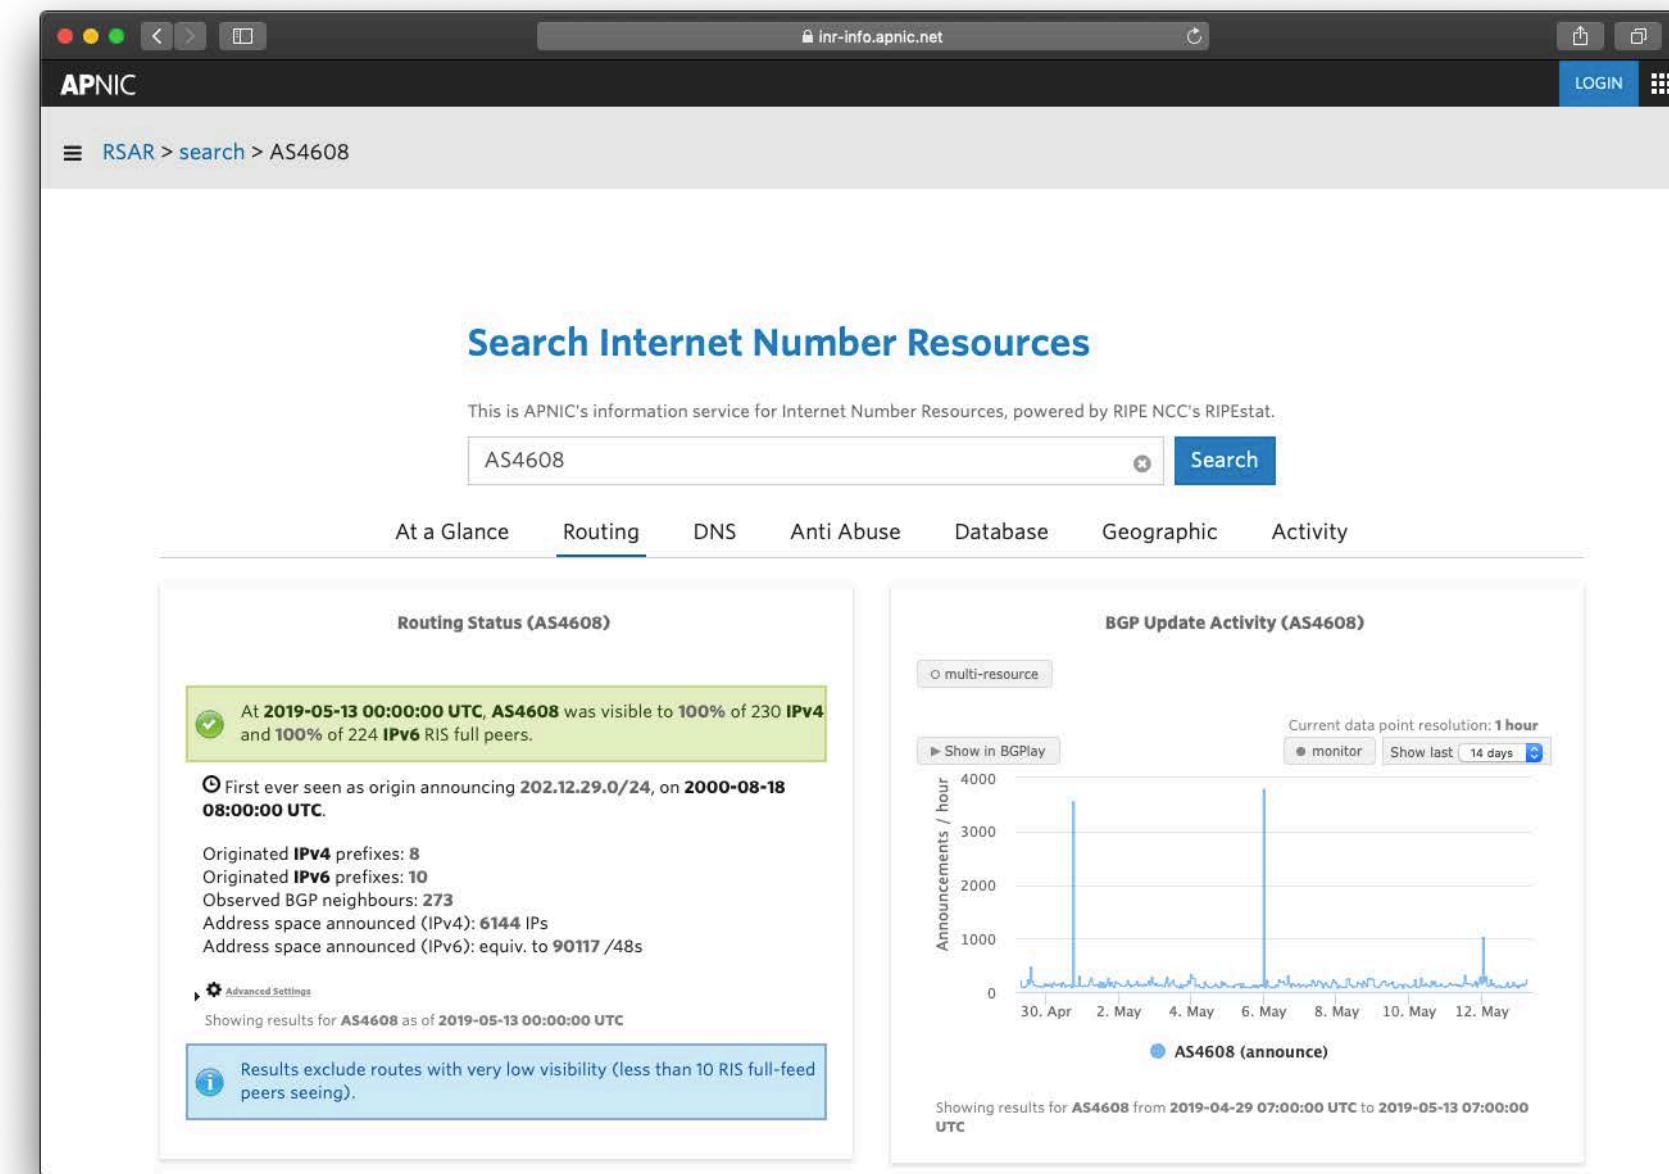 inr-info.apnic.net
APNIC
LOGIN
RSAR > search > AS4608
Search Internet Number Resources
This is APNIC's information service for Internet Number Resources, powered by RIPE NCC's RIPEstat.
AS4608
Search
At a Glance Routing DNS Anti Abuse Database Geographic Activity
Routing Status (AS4608)
At 2019-05-13 00:00:00 UTC, AS4608 was visible to 100% of 230 IPv4
and 100% of 224 IPv6 RIS full peers.
First ever seen as origin announcing 202.12.29.0/24, on 2000-08-18
08:00:00 UTC.
Originated IPv4 prefixes: 8
Originated IPv6 prefixes: 10
Observed BGP neighbours: 273
Address space announced (IPv4): 6144 IPs
Address space announced (IPv6): equiv. to 90117 /48s
Advanced Settings
Showing results for AS4608 as of 2019-05-13 00:00:00 UTC
Results exclude routes with very low visibility (less than 10 RIS full-feed
peers seeing).
BGP Update Activity (AS4608)
multi-resource
Current data point resolution: 1 hour
Show in BGPlay
monitor
Show last 14 days
Announcements / hour
4000
3000
2000
1000
0
30. Apr 2. May 4. May 6. May 8. May 10. May 12. May
AS4608 (announce)
Showing results for AS4608 from 2019-04-29 07:00:00 UTC to 2019-05-13 07:00:00
UTC